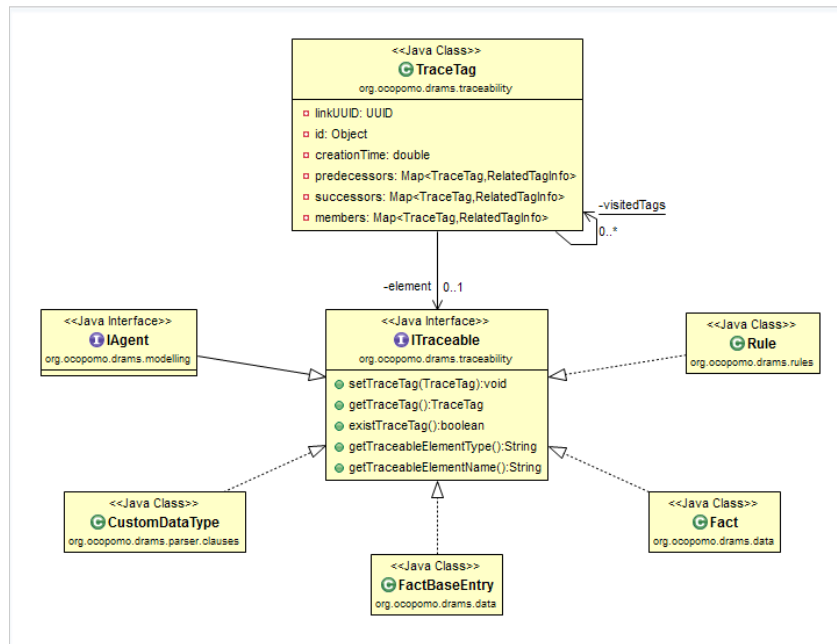 <<Java Class>>
TraceTag
org.ocopomo.drams.traceability
linkUUID: UUID
id: Object
creationTime: double
predecessors: Map<TraceTag,RelatedTagInfo>
successors: Map<TraceTag,RelatedTagInfo>
members: Map<TraceTag,RelatedTagInfo>
-visitedTags
0..*
-element 0..1
<<Java Interface>>
IAgent
org.ocopomo.drams.modelling
<<Java Interface>>
ITraceable
org.ocopomo.drams.traceability
setTraceTag(TraceTag):void
getTraceTag():TraceTag
existTraceTag():boolean
getTraceableElementType():String
getTraceableElementName():String
<<Java Class>>
Rule
org.ocopomo.drams.rules
<<Java Class>>
CustomDataType
org.ocopomo.drams.parser.clauses
<<Java Class>>
FactBaseEntry
org.ocopomo.drams.data
<<Java Class>>
Fact
org.ocopomo.drams.data